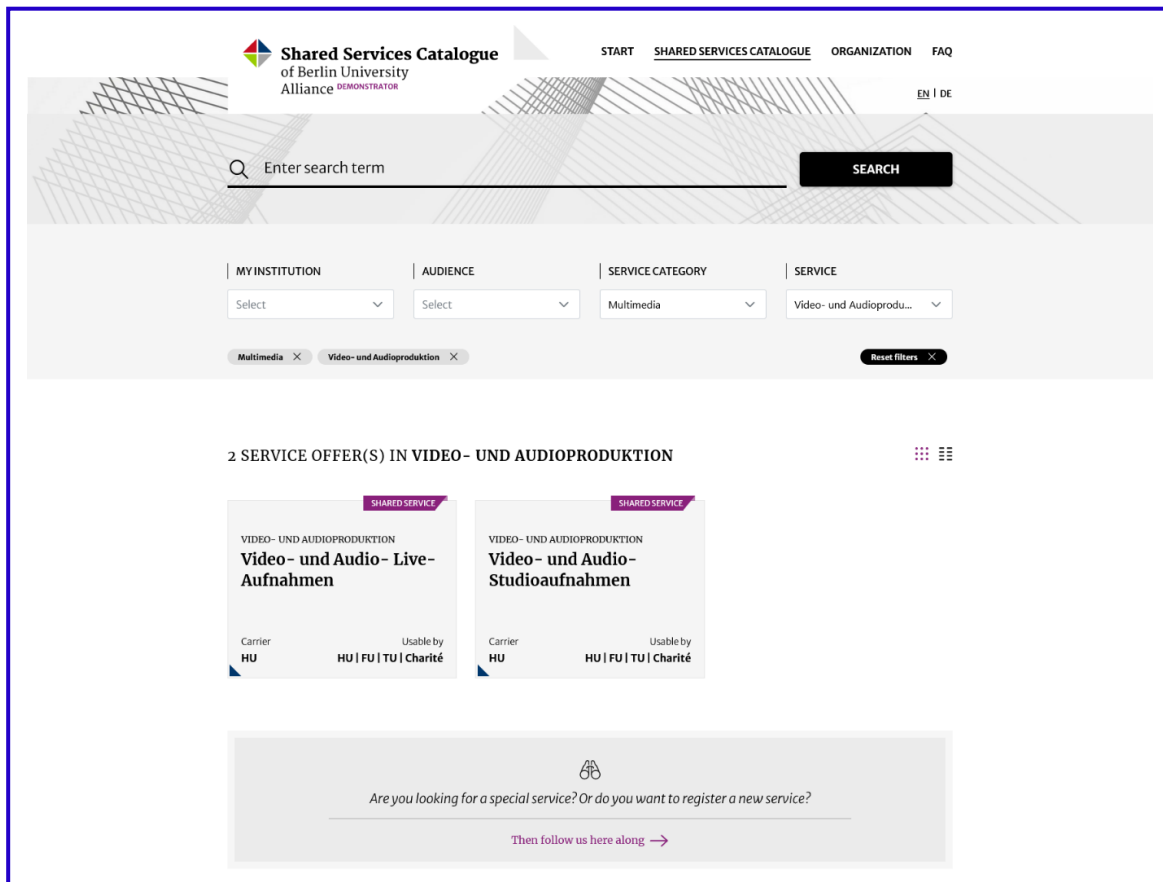 Shared Services Catalogue
of Berlin University
Alliance DEMONSTRATOR
START SHARED SERVICES CATALOGUE ORGANIZATION FAQ
EN | DE
Enter search term
SEARCH
MY INSTITUTION AUDIENCE SERVICE CATEGORY SERVICE
Select Select Multimedia Video- und Audioprodu...
Multimedia × Video- und Audioproduktion × Reset filters ×
2 SERVICE OFFER(S) IN VIDEO- UND AUDIOPRODUKTION
SHARED SERVICE
VIDEO- UND AUDIOPRODUKTION
Video- und Audio- Live-
Aufnahmen
Carrier Usable by
HU HU | FU | TU | Charité
SHARED SERVICE
VIDEO- UND AUDIOPRODUKTION
Video- und Audio-
Studioaufnahmen
Carrier Usable by
HU HU | FU | TU | Charité
Are you looking for a special service? Or do you want to register a new service?
Then follow us here along →